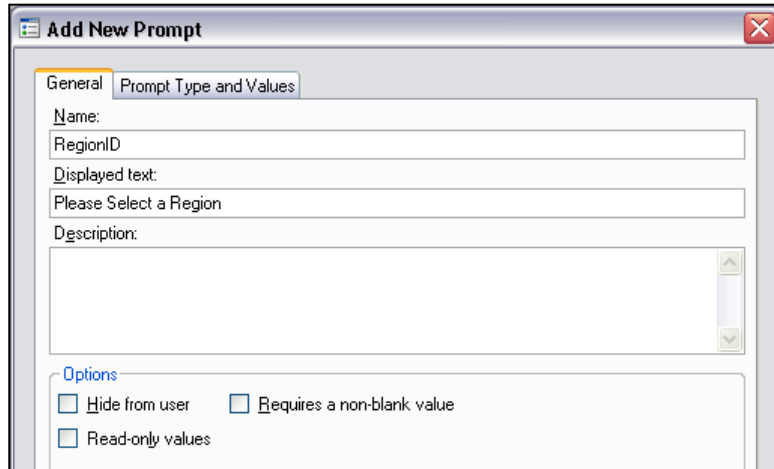 Add New Prompt
General Prompt Type and Values
Name:
RegionID
Displayed text:
Please Select a Region
Description:
Options
Hide from user Requires a non-blank value
Read-only values